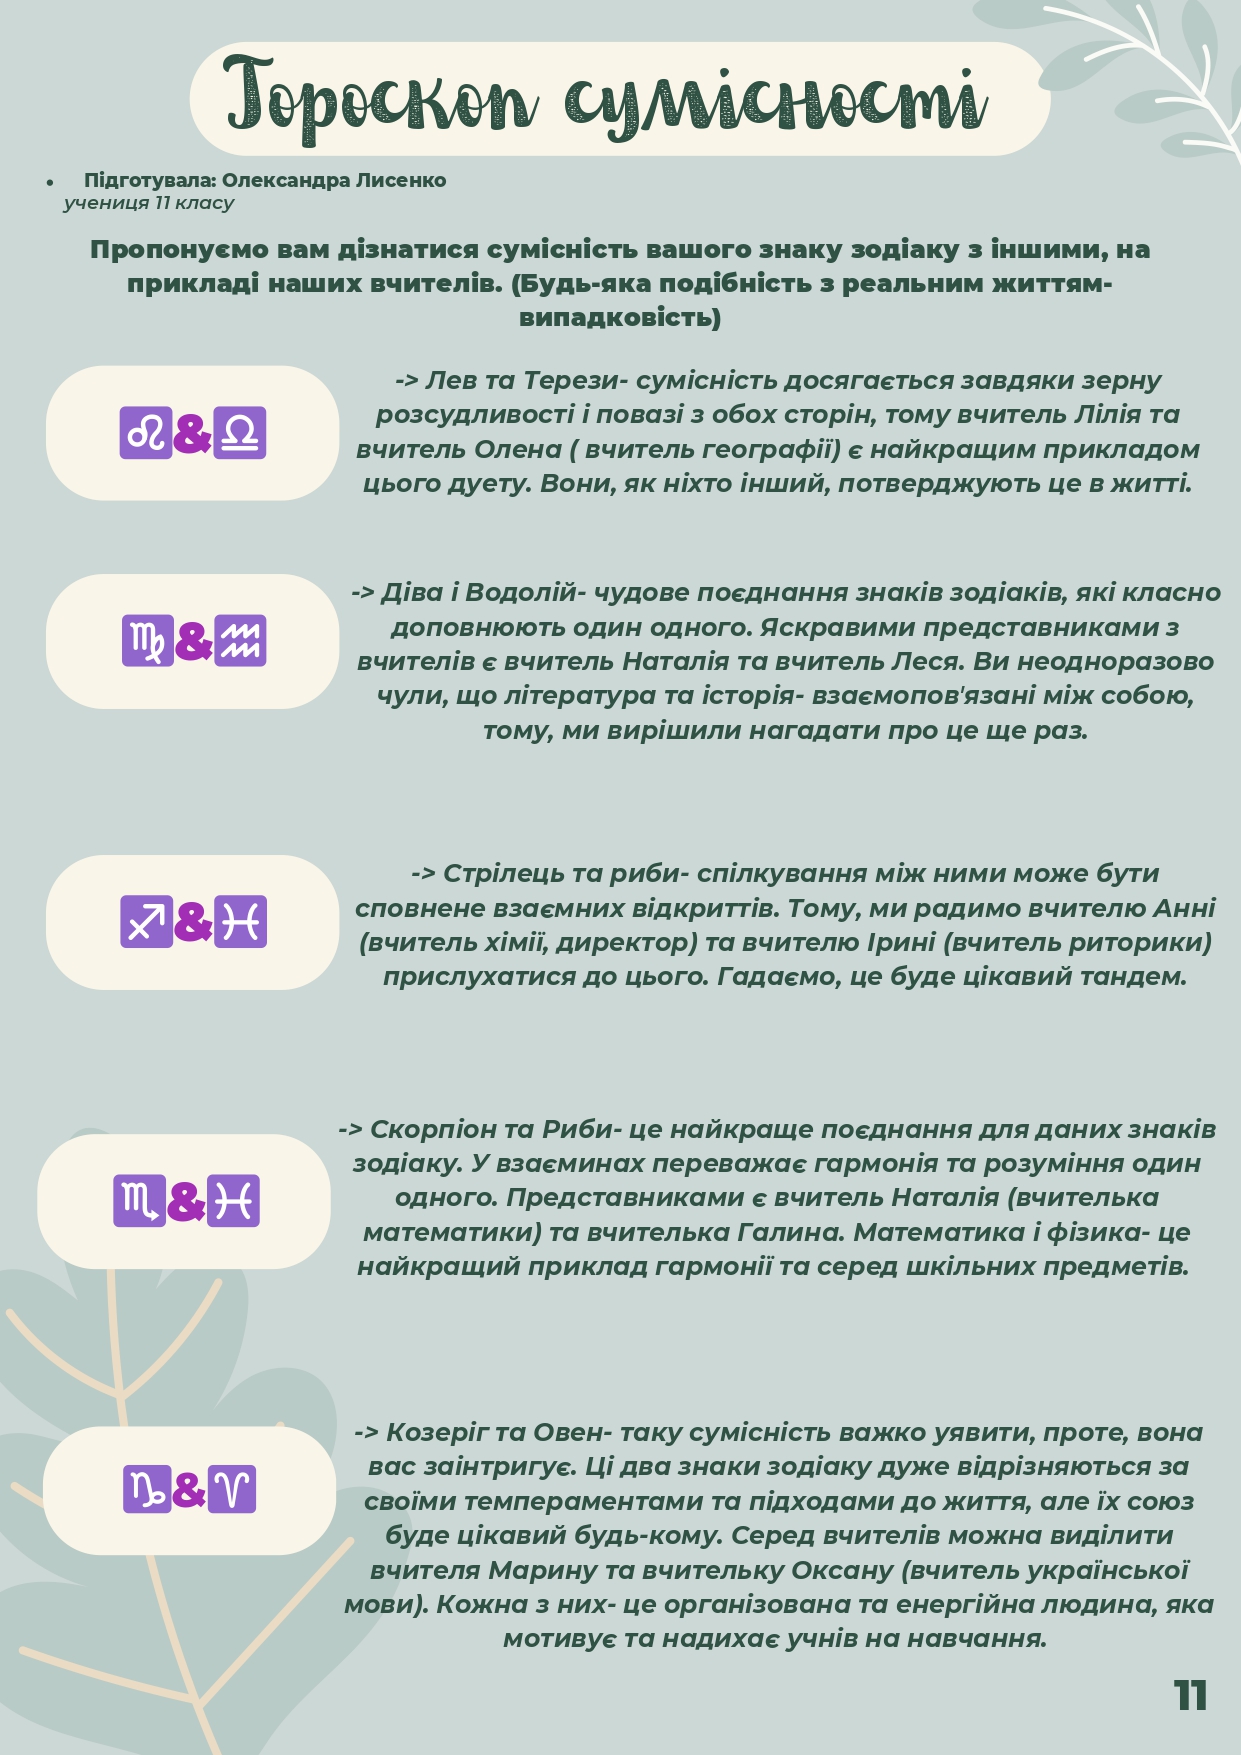 Гороскоп сумісності
• Підготувала: Олександра Лисенко
учениця 11 класу
Пропонуємо вам дізнатися сумісність вашого знаку зодіаку з іншими, на
прикладі наших вчителів. (Будь-яка подібність з реальним життям-
випадковість)
-> Лев та Терези- сумісність досягається завдяки зерну
розсудливості і повазі з обох сторін, тому вчитель Лілія та
вчитель Олена ( вчитель географії) є найкращим прикладом
цього дуету. Вони, як ніхто інший, потверджують це в житті.
♌&♎
-> Діва і Водолій- чудове поєднання знаків зодіаків, які класно
доповнюють один одного. Яскравими представниками з
вчителів є вчитель Наталія та вчитель Леся. Ви неодноразово
чули, що література та історія- взаємопов'язані між собою,
тому, ми вирішили нагадати про це ще раз.
♍&♒
-> Стрілець та риби- спілкування між ними може бути
сповнене взаємних відкриттів. Тому, ми радимо вчителю Анні
(вчитель хімії, директор) та вчителю Ірині (вчитель риторики)
прислухатися до цього. Гадаємо, це буде цікавий тандем.
♐&♓
-> Скорпіон та Риби- це найкраще поєднання для даних знаків
зодіаку. У взаєминах переважає гармонія та розуміння один
одного. Представниками є вчитель Наталія (вчителька
математики) та вчителька Галина. Математика і фізика- це
найкращий приклад гармонії та серед шкільних предметів.
♏&♓
-> Козеріг та Овен- таку сумісність важко уявити, проте, вона
вас заінтригує. Ці два знаки зодіаку дуже відрізняються за
своїми темпераментами та підходами до життя, але їх союз
буде цікавий будь-кому. Серед вчителів можна виділити
вчителя Марину та вчительку Оксану (вчитель української
мови). Кожна з них- це організована та енергійна людина, яка
мотивує та надихає учнів на навчання.
♑&♈
11